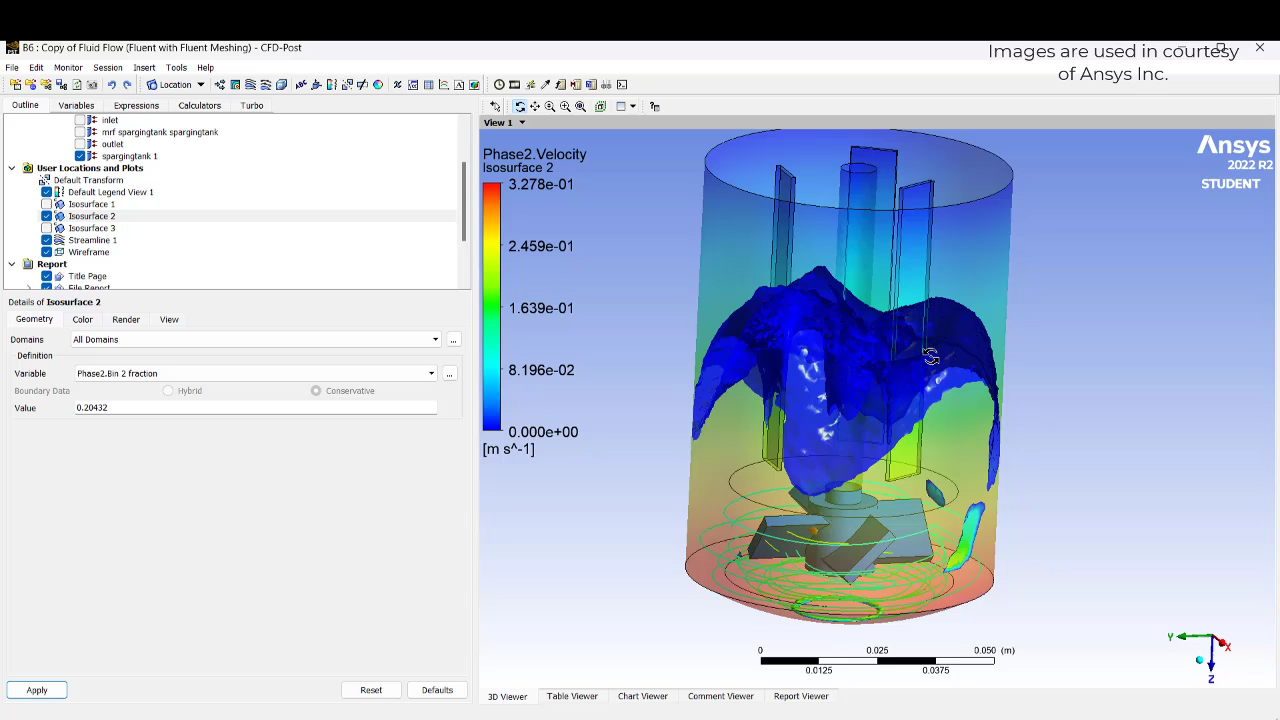 B6 : Copy of Fluid Flow (Fluent with Fluent Meshing) - CFD-Post
Images are used in courtesy
of Ansys Inc.
File Edit Monitor Session Insert Tools Help
Location
Outline Variables Expressions Calculators Turbo
View 1
inlet
mrf spargingtank spargingtank
outlet
spargingtank 1
User Locations and Plots
Default Transform
Default Legend View 1
Isosurface 1
Isosurface 2
Isosurface 3
Streamline 1
Wireframe
Report
Title Page
File Report
Details of Isosurface 2
Geometry Color Render View
Domains All Domains ...
Definition
Variable Phase2.Bin 2 fraction ...
Boundary Data Hybrid Conservative
Value 0.20432
Apply Reset Defaults
Phase2.Velocity
Isosurface 2
3.278e-01
2.459e-01
1.639e-01
8.196e-02
0.000e+00
[m s^-1]
Ansys
2022 R2
STUDENT
0 0.025 0.050 (m)
0.0125 0.0375
Y X
Z
3D Viewer Table Viewer Chart Viewer Comment Viewer Report Viewer